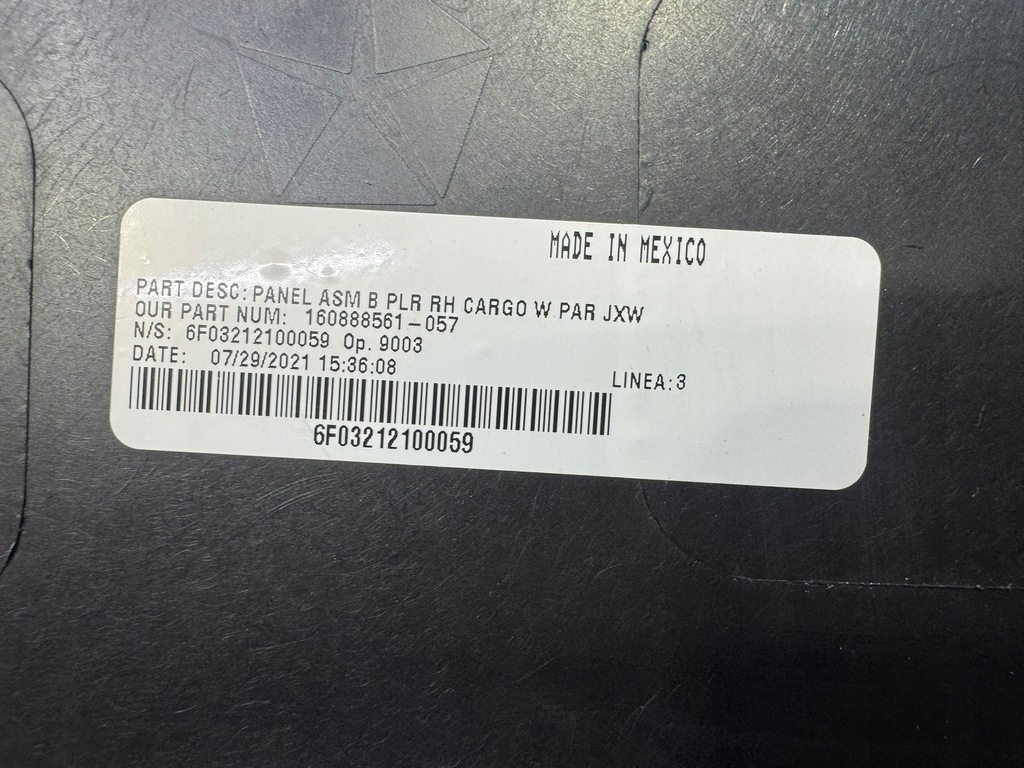 MADE IN MEXICO
PART DESC: PANEL ASM B PLR RH CARGO W PAR JXW
OUR PART NUM: 160888561-057
N/S: 6F03212100059 Op. 9003
DATE: 07/29/2021 15:36:08
LINEA:3
6F03212100059